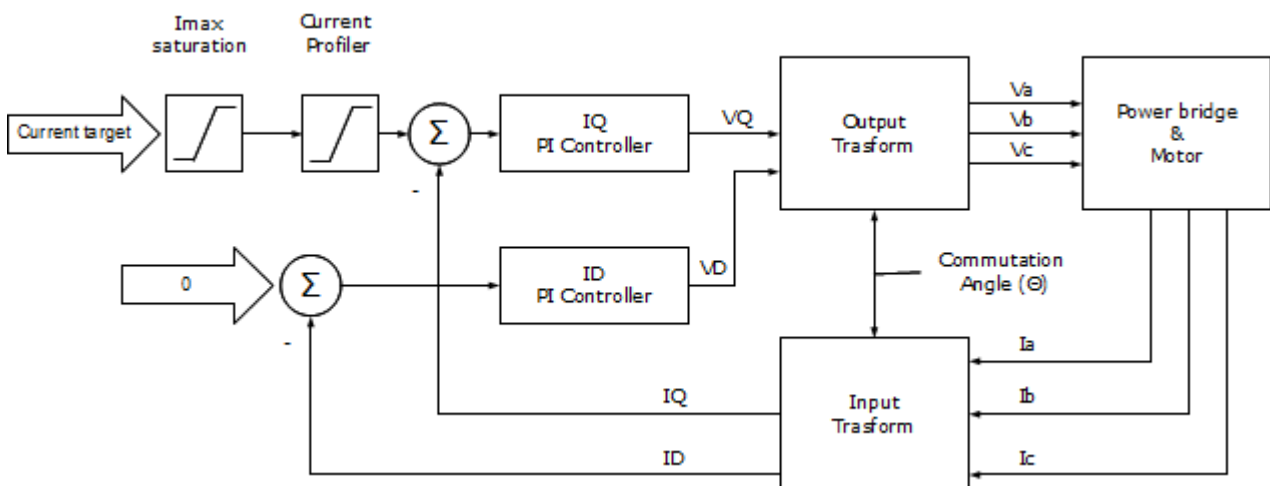 Imax
saturation
Current
Profiler
Current target
Σ
IQ
PI Controller
VQ
Output
Trasform
Va
Vb
Vc
Power bridge
&
Motor
-
0
Σ
ID
PI Controller
VD
Commutation
Angle (Θ)
-
Input
Trasform
IQ
ID
Ia
Ib
Ic